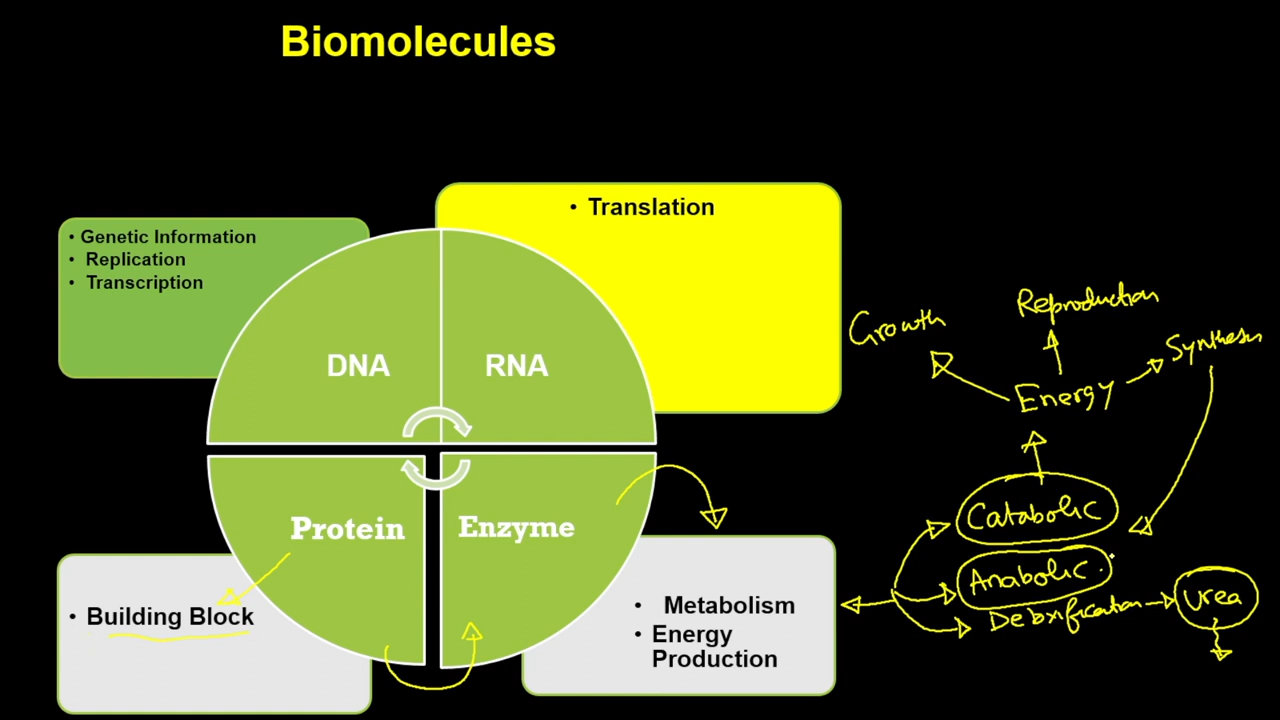 Biomolecules
• Translation
• Genetic Information
• Replication
• Transcription
DNA
RNA
Protein
Enzyme
• Building Block
• Metabolism
• Energy
Production
Reproduction
Growth
Synthesis
Energy
Catabolic
Anabolic.
Detoxification
Urea